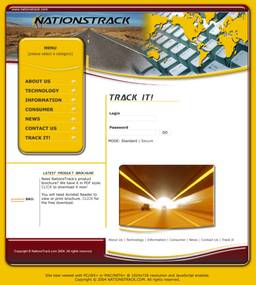 www.nationstrack.com
NATIONSTRACK
MENU
(please select a category)
ABOUT US
TECHNOLOGY
INFORMATION
CONSUMER
NEWS
CONTACT US
TRACK IT!
TRACK IT!
Login
Password
GO
MODE: Standard | Secure
LATEST PRODUCT BROCHURE
Need NationsTrack's product
brochure? We have it in PDF style.
CLICK to download it now!
You will need Acrobat Reader
to view or print brochure. CLICK for
the free download.
About Us | Technology | Information | Consumer | News | Contact Us | Track It
Copyright © NationsTrack.com 2004. All rights reserved.
Site best viewed with PC/IE5+ or MAC/NET6+ @ 1024x728 resolution and JavaScript enabled.
Copyright © 2004 NATIONSTRACK.COM. All rights reserved.